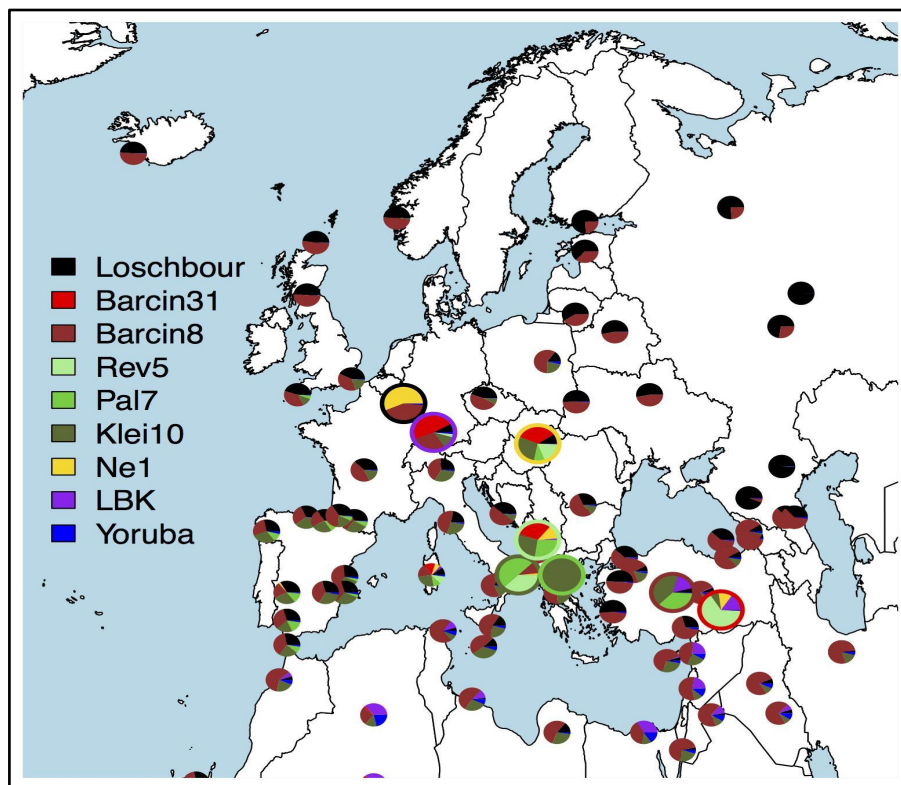 Loschbour
Barcin31
Barcin8
Rev5
Pal7
Klei10
Ne1
LBK
Yoruba